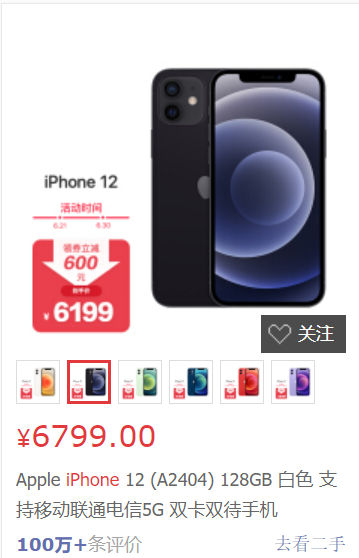 iPhone 12
活动时间
6.21
6.30
领券立减
600
元
到手价
¥6199
关注
¥6799.00
Apple iPhone 12 (A2404) 128GB 白色 支
持移动联通电信5G 双卡双待手机
100万+条评价
去看二手